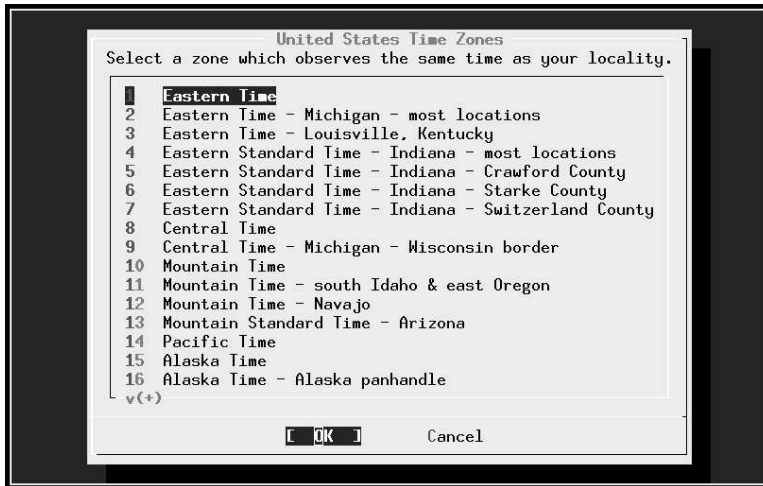 United States Time Zones
Select a zone which observes the same time as your locality.
1 Eastern Time
2 Eastern Time - Michigan - most locations
3 Eastern Time - Louisville, Kentucky
4 Eastern Standard Time - Indiana - most locations
5 Eastern Standard Time - Indiana - Crawford County
6 Eastern Standard Time - Indiana - Starke County
7 Eastern Standard Time - Indiana - Switzerland County
8 Central Time
9 Central Time - Michigan - Wisconsin border
10 Mountain Time
11 Mountain Time - south Idaho & east Oregon
12 Mountain Time - Navajo
13 Mountain Standard Time - Arizona
14 Pacific Time
15 Alaska Time
16 Alaska Time - Alaska panhandle
v(+)
[ OK ] Cancel